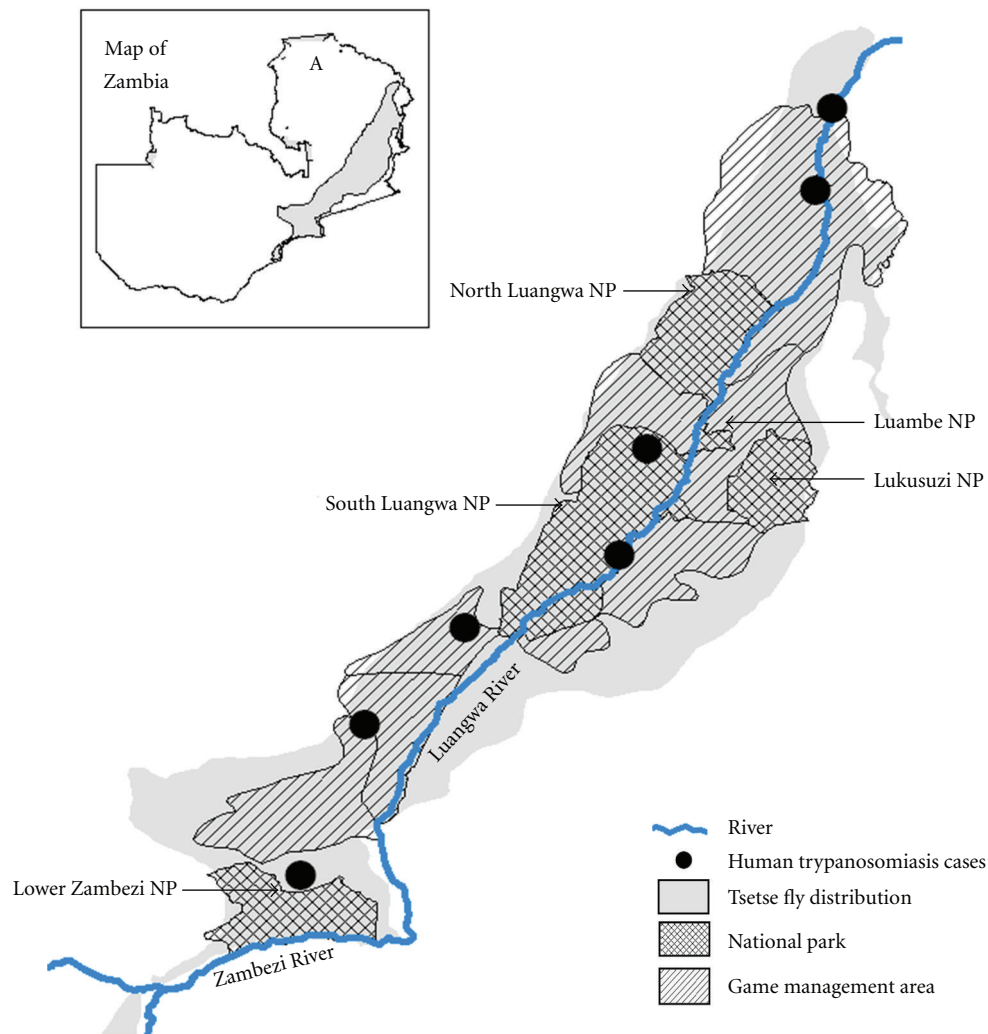 Map of
Zambia
A
North Luangwa NP
Luambe NP
Lukusuzi NP
South Luangwa NP
Luangwa River
Lower Zambezi NP
Zambezi River
River
Human trypanosomiasis cases
Tsetse fly distribution
National park
Game management area